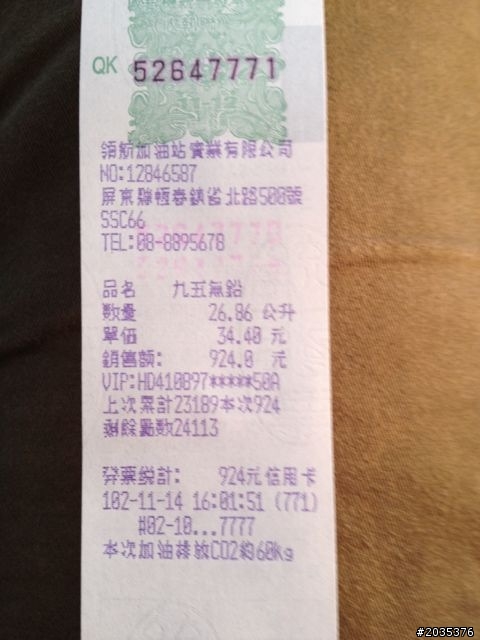 QK 52647771
領航加油站實業有限公司
NO:12846587
屏東縣恆春鎮省北路500號
SSC66
TEL:08-8895678
品名 九五無鉛
數量 26.86 公升
單価 34.40 元
銷售額: 924.0 元
VIP:HD410897*****50A
上次累計23189本次924
剩餘點數24113
發票統計: 924元信用卡
102-11-14 16:01:51 (771)
#02-10...7777
本次加油排放CO2約60Kg
#2035376